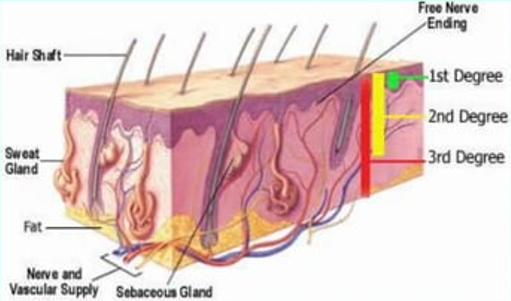 Free Nerve
Ending
Hair Shaft
1st Degree
2nd Degree
3rd Degree
Sweat
Gland
Fat
Nerve and
Vascular Supply
Sebaceous Gland